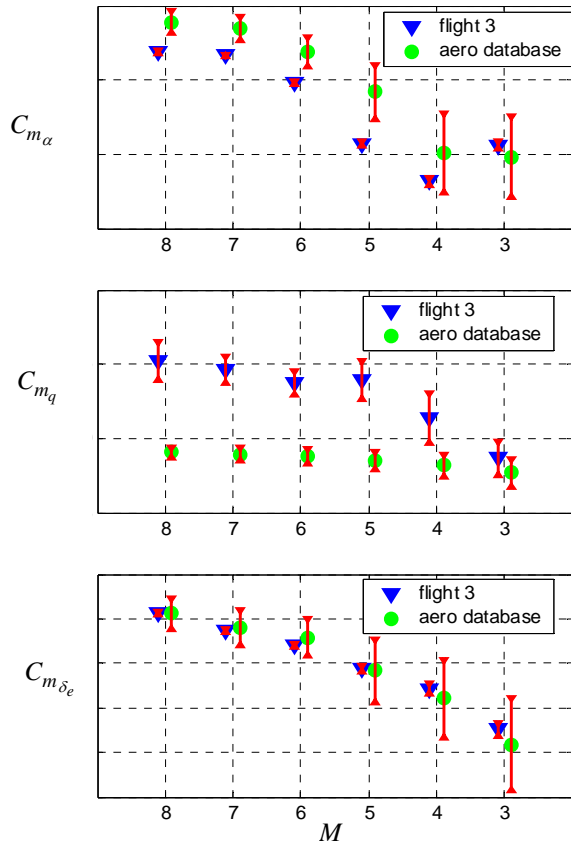 flight 3
aero database
C_{m_α}
8 7 6 5 4 3
flight 3
aero database
C_{m_q}
8 7 6 5 4 3
flight 3
aero database
C_{m_{δ_e}}
8 7 6 5 4 3
M